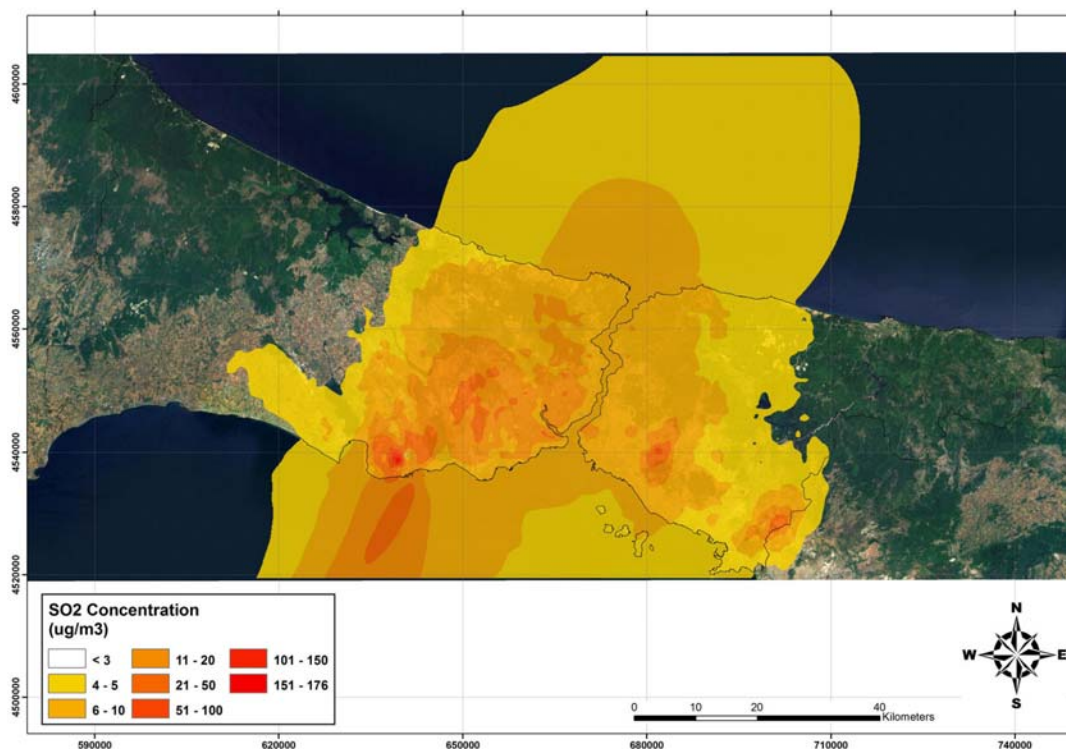 4600000
4580000
4560000
4540000
4520000
4500000
SO2 Concentration
(ug/m3)
< 3
11 - 20
101 - 150
4 - 5
21 - 50
151 - 176
6 - 10
51 - 100
N
W
E
S
0 10 20 40
Kilometers
590000 620000 650000 680000 710000 740000